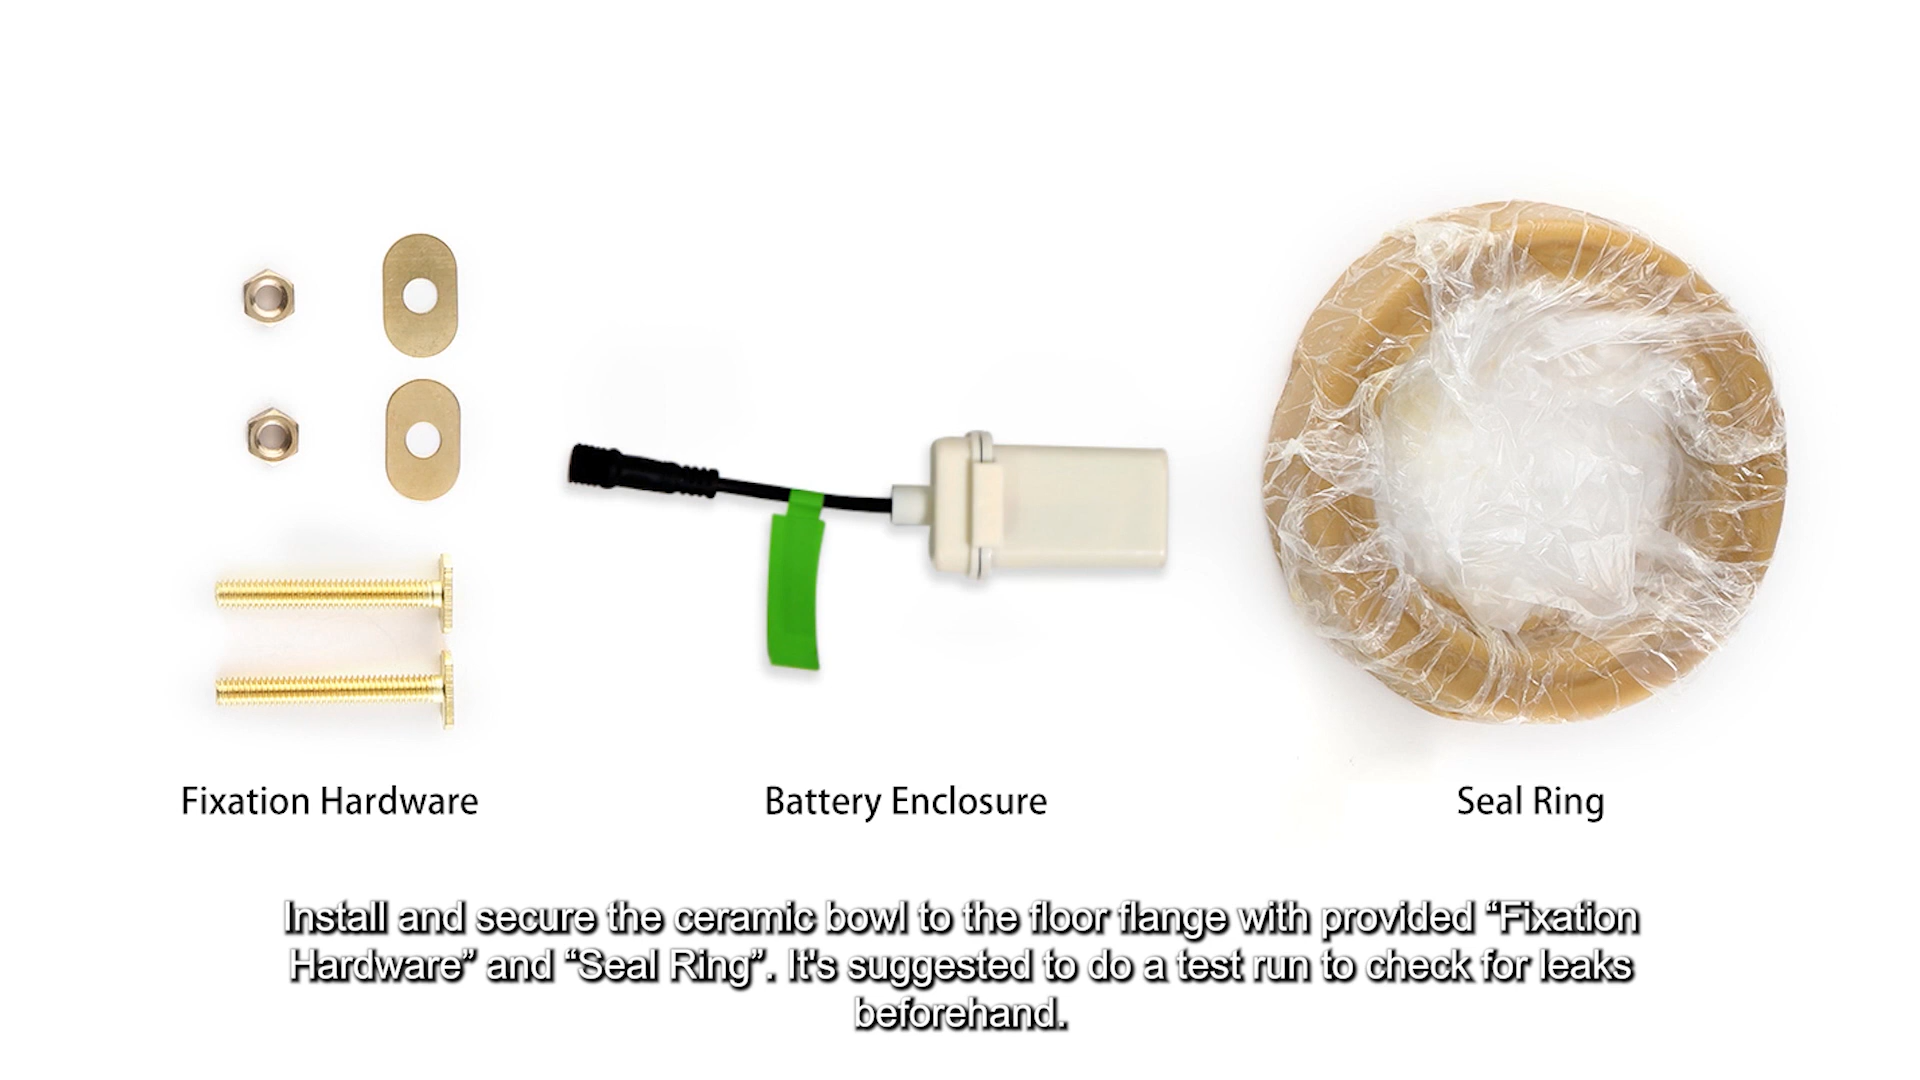 Fixation Hardware
Battery Enclosure
Seal Ring
Install and secure the ceramic bowl to the floor flange with provided “Fixation
Hardware” and “Seal Ring”. It's suggested to do a test run to check for leaks
beforehand.